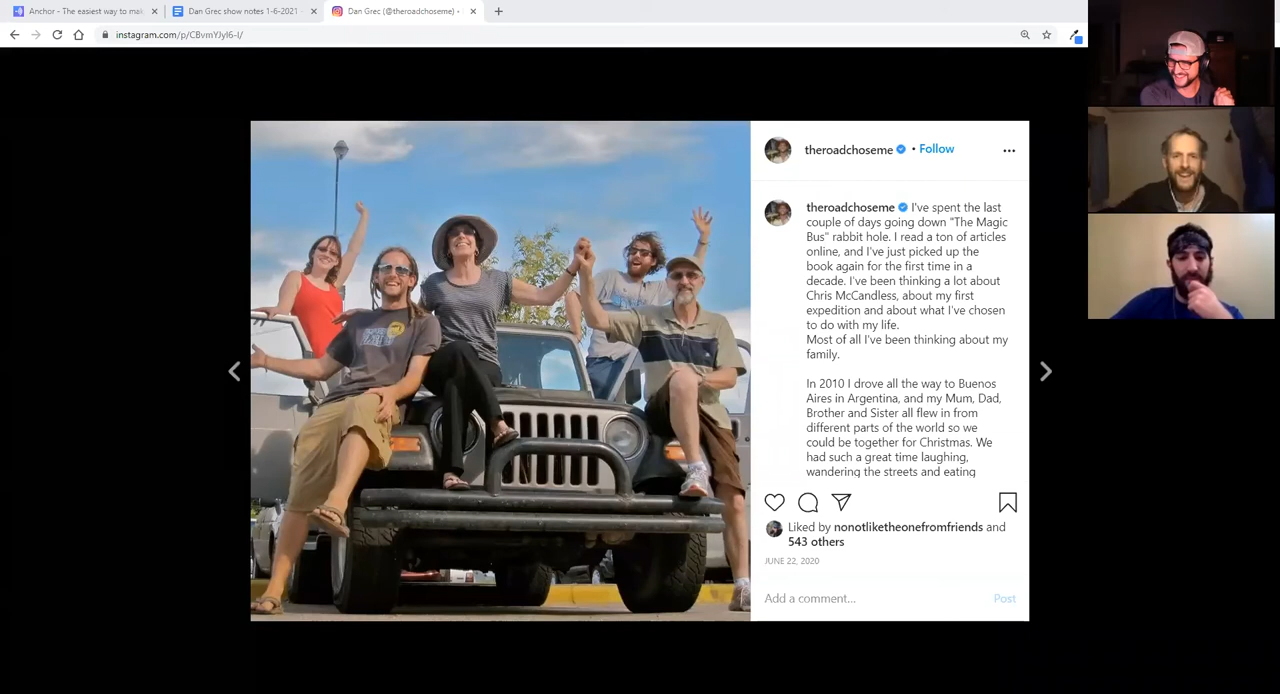 Anchor - The easiest way to mak
Dan Grec show notes 1-6-2021 -
Dan Grec (@theroadchoseme) •
instagram.com/p/CBvmYJyI6-I/
theroadchoseme • Follow
theroadchoseme I've spent the last
couple of days going down "The Magic
Bus" rabbit hole. I read a ton of articles
online, and I've just picked up the
book again for the first time in a
decade. I've been thinking a lot about
Chris McCandless, about my first
expedition and about what I've chosen
to do with my life.
Most of all I've been thinking about my
family.
In 2010 I drove all the way to Buenos
Aires in Argentina, and my Mum, Dad,
Brother and Sister all flew in from
different parts of the world so we
could be together for Christmas. We
had such a great time laughing,
wandering the streets and eating
Liked by nonotliketheonefromfriends and
543 others
JUNE 22, 2020
Add a comment...
Post